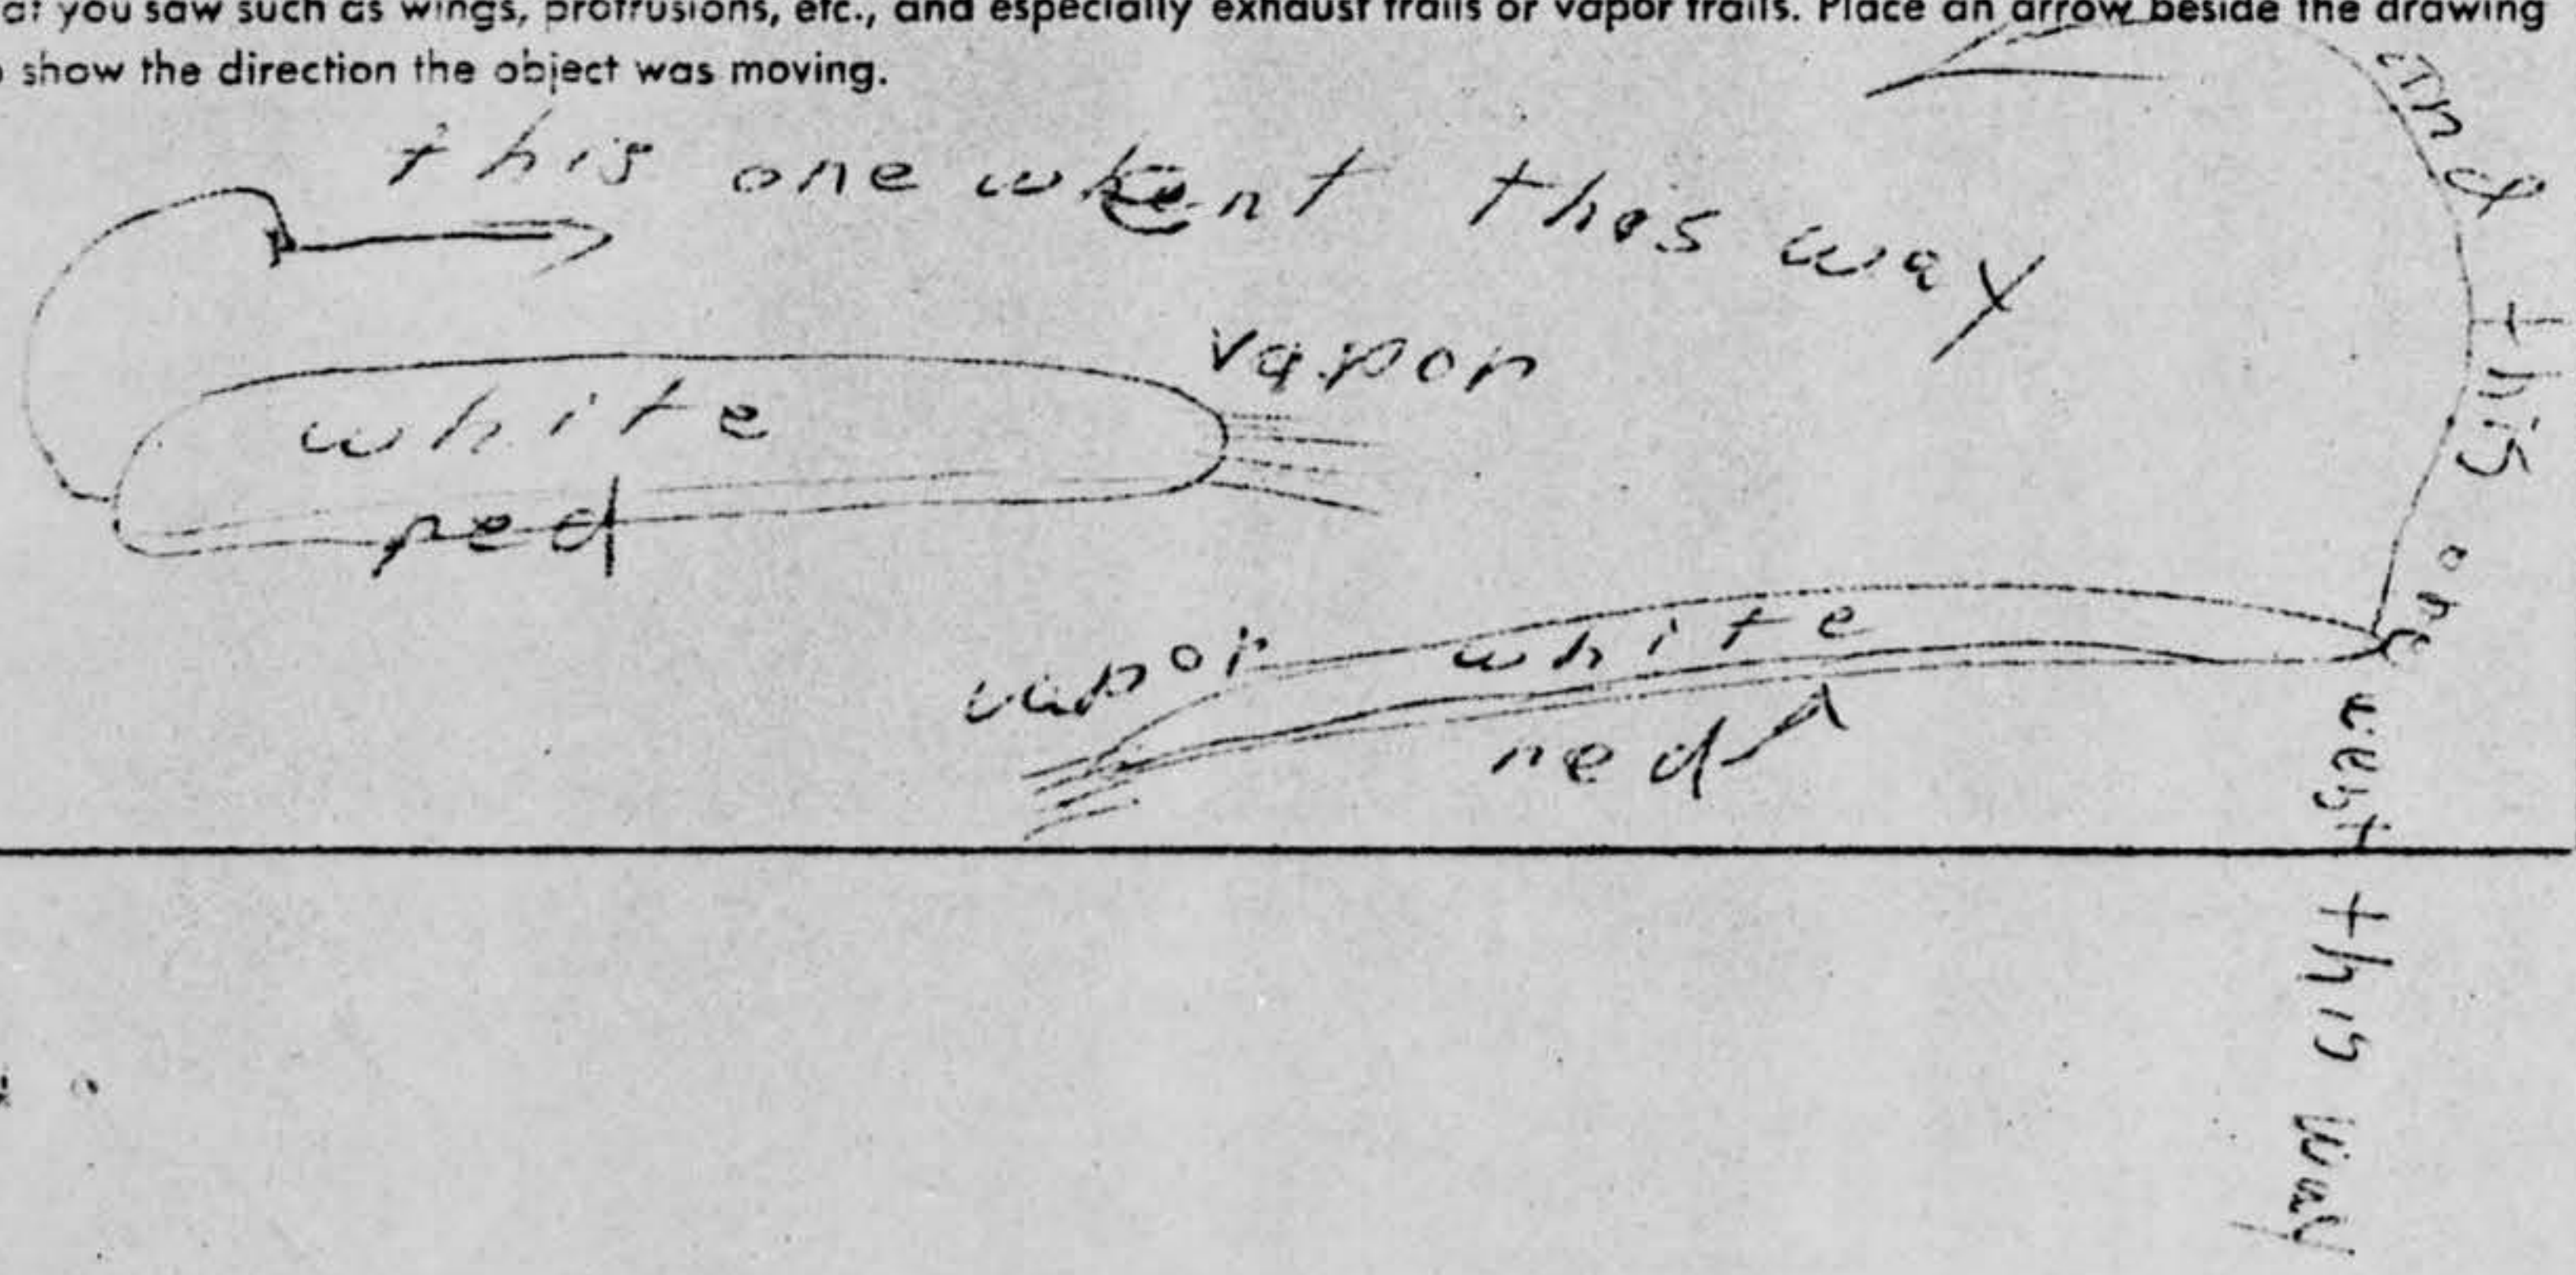 at you saw such as wings, protrusions, etc., and especially exhaust trails or vapor trails. Place an arrow beside the drawing
show the direction the object was moving.
this one went this way
vapor
white
red
vapor white
red
and this one went this way